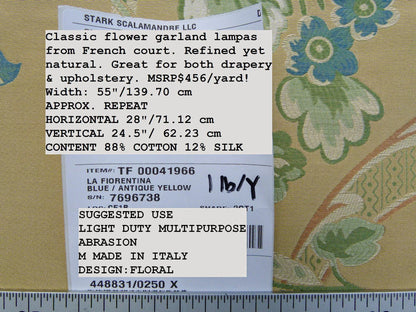 STARK SCALAMANDRE LLC
Classic flower garland lampas
from French court. Refined yet
natural. Great for both drapery
& upholstery. MSRP$456/yard!
Width: 55"/139.70 cm
APPROX. REPEAT
HORIZONTAL 28"/71.12 cm
VERTICAL 24.5"/ 62.23 cm
CONTENT 88% COTTON 12% SILK
ITEM#: TF 00041966
LA FIORENTINA
BLUE / ANTIQUE YELLOW
S/N: 7696738
1 lb/Y
SUGGESTED USE
LIGHT DUTY MULTIPURPOSE
ABRASION
M MADE IN ITALY
DESIGN:FLORAL
448831/0250 X